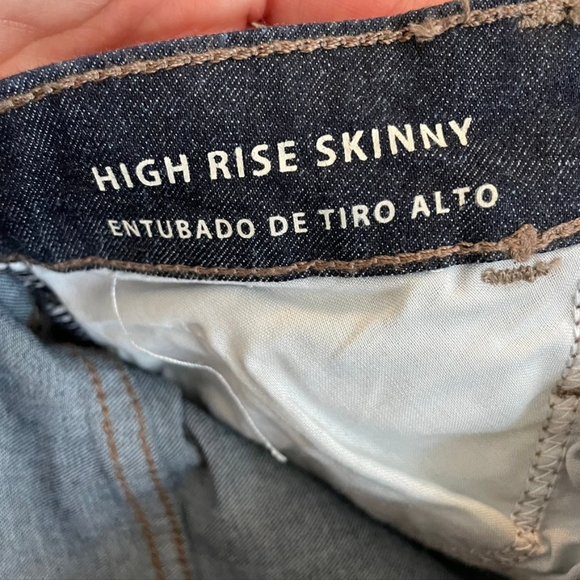 HIGH RISE SKINNY
ENTUBADO DE TIRO ALTO